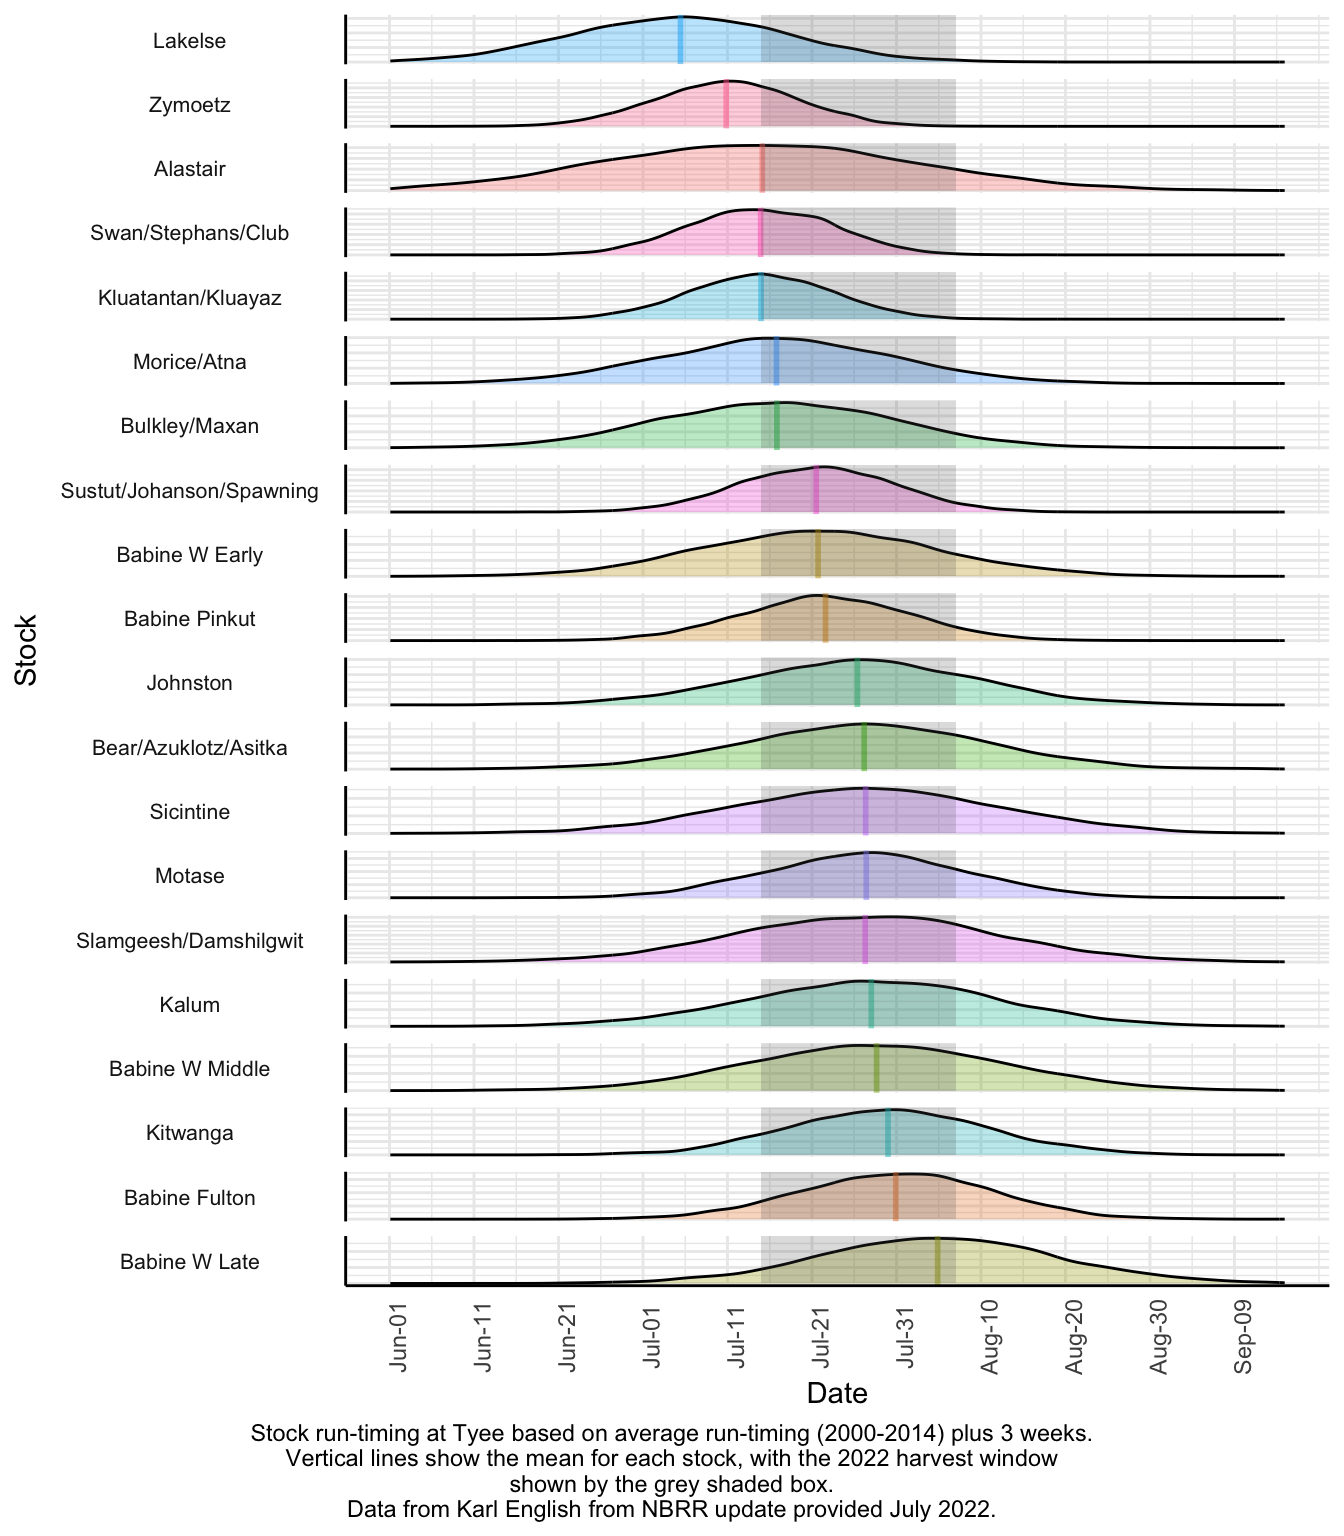 Lakelse
Zymoetz
Alastair
Swan/Stephans/Club
Kluatantan/Kluayaz
Morice/Atna
Bulkley/Maxan
Sustut/Johanson/Spawning
Babine W Early
Babine Pinkut
Johnston
Bear/Azuklotz/Asitka
Sicintine
Motase
Slamgeesh/Damshilgwit
Kalum
Babine W Middle
Kitwanga
Babine Fulton
Babine W Late
Stock
Jun-01
Jun-11
Jun-21
Jul-01
Jul-11
Jul-21
Jul-31
Aug-10
Aug-20
Aug-30
Sep-09
Date
Stock run-timing at Tyee based on average run-timing (2000-2014) plus 3 weeks.
Vertical lines show the mean for each stock, with the 2022 harvest window
shown by the grey shaded box.
Data from Karl English from NBRR update provided July 2022.